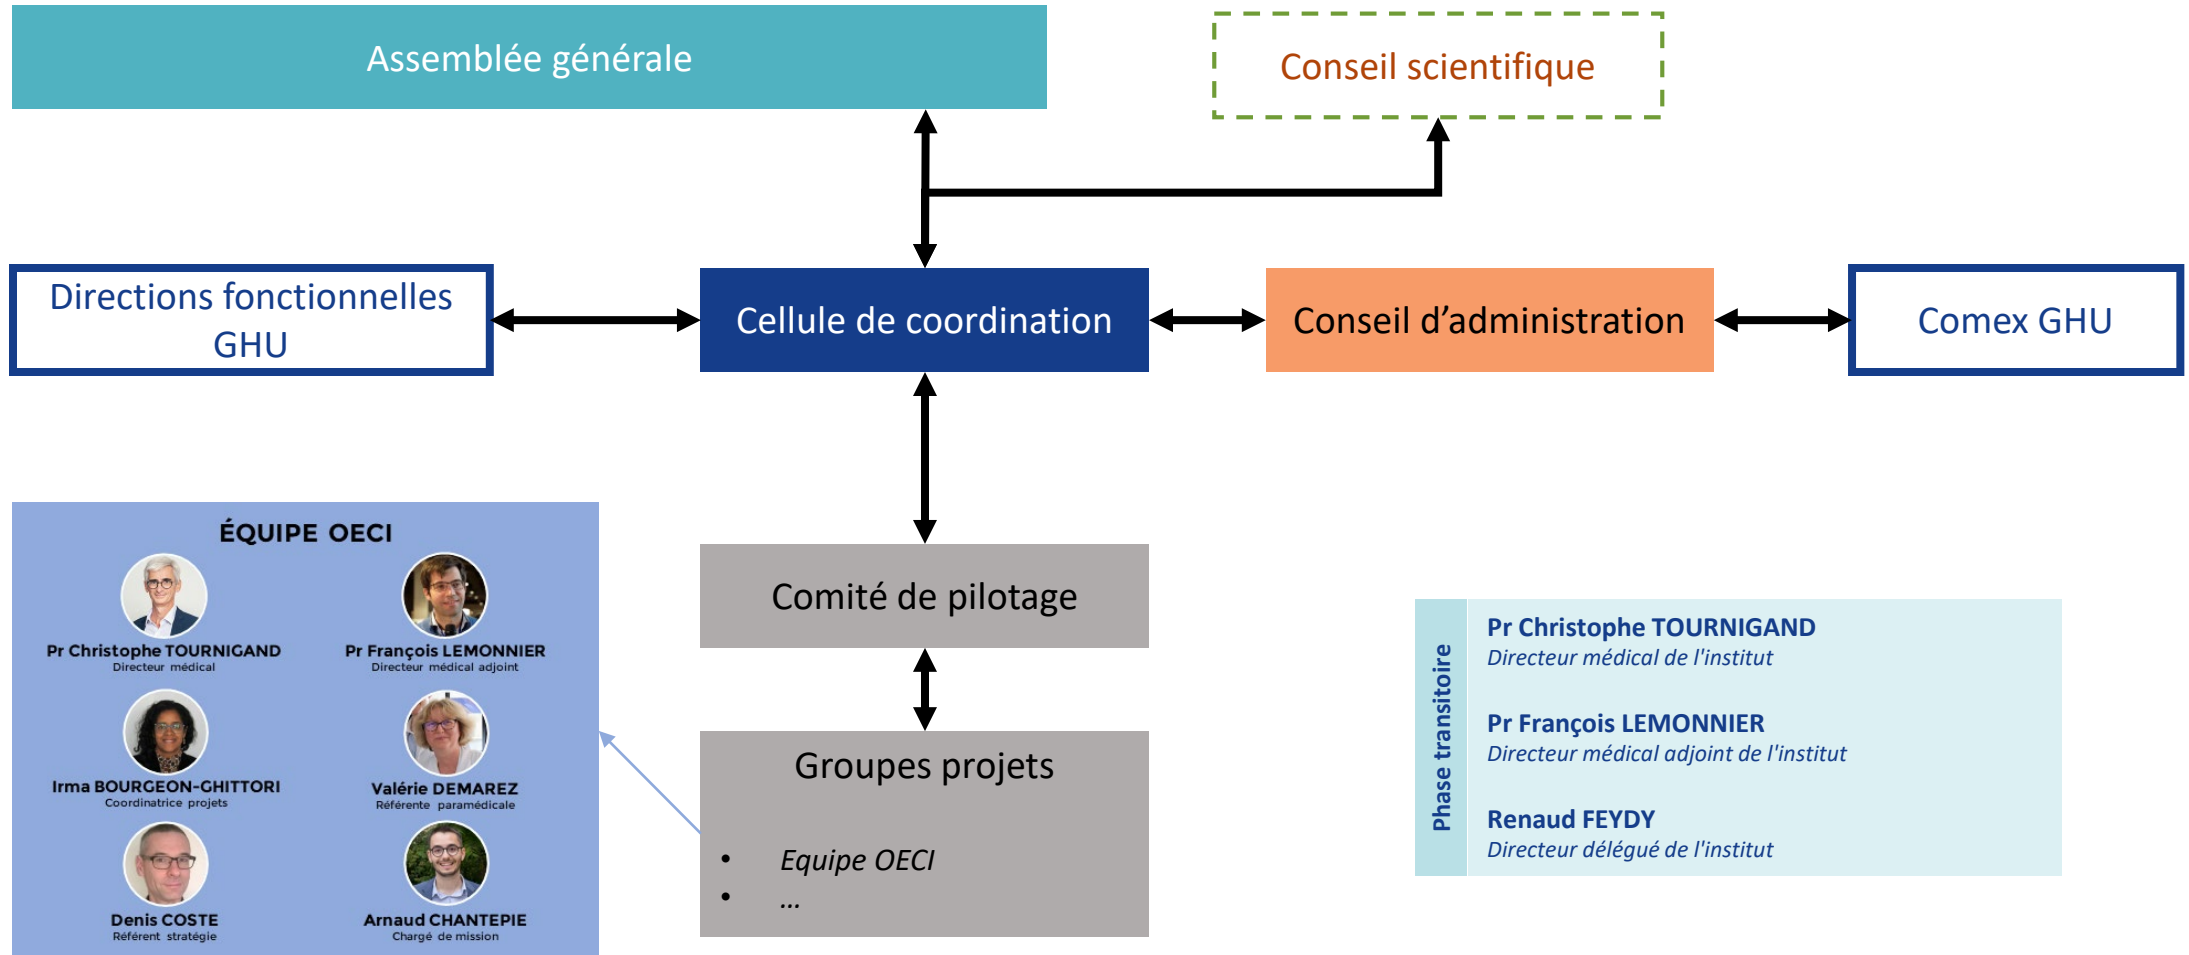 Assemblée générale
Conseil scientifique
Directions fonctionnelles
GHU
Cellule de coordination
Conseil d’administration
Comex GHU
ÉQUIPE OECI
Pr Christophe TOURNIGAND
Directeur médical
Pr François LEMONNIER
Directeur médical adjoint
Irma BOURGEON-GHITTORI
Coordinatrice projets
Valérie DEMAREZ
Référente paramédicale
Denis COSTE
Référent stratégie
Arnaud CHANTEPIE
Chargé de mission
Comité de pilotage
Groupes projets
• Equipe OECI
• ...
Phase transitoire
Pr Christophe TOURNIGAND
Directeur médical de l'institut
Pr François LEMONNIER
Directeur médical adjoint de l'institut
Renaud FEYDY
Directeur délégué de l'institut